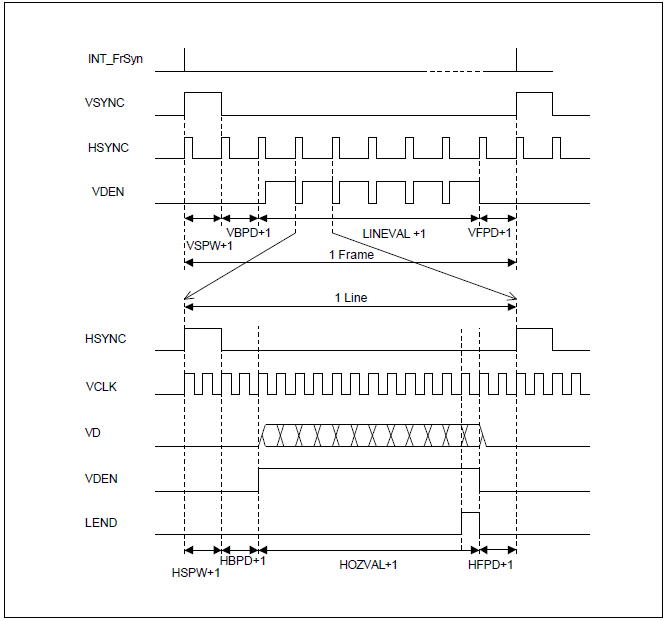 INT_FrSyn
VSYNC
HSYNC
VDEN
VBPD+1
LINEVAL +1
VFPD+1
VSPW+1
1 Frame
1 Line
HSYNC
VCLK
VD
VDEN
LEND
HBPD+1
HOZVAL+1
HFPD+1
HSPW+1